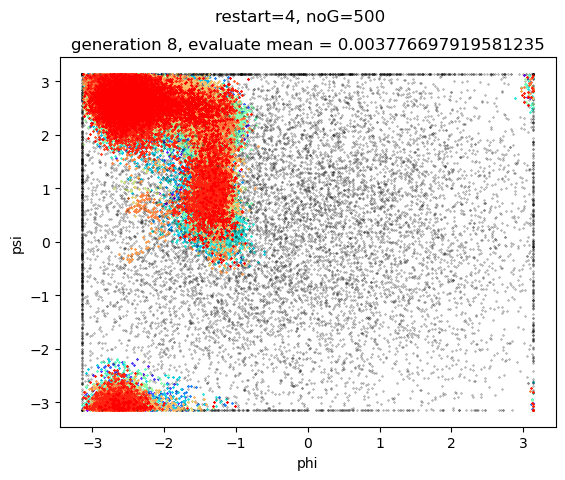 restart=4, noG=500
generation 8, evaluate mean = 0.003776697919581235
3
2
1
0
−1
−2
−3
psi
−3 −2 −1 0 1 2 3
phi